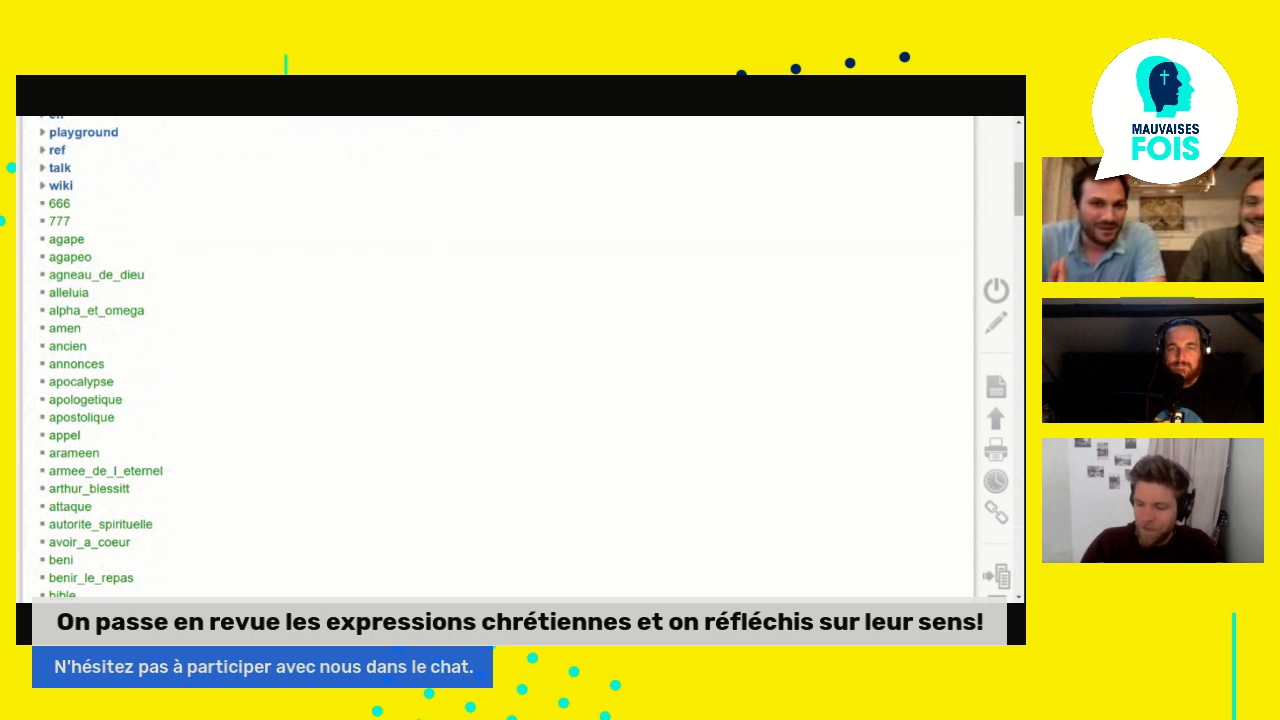 MAUVAISES
FOIS
playground
ref
talk
wiki
666
777
agape
agapeo
agneau_de_dieu
alleluia
alpha_et_omega
amen
ancien
annonces
apocalypse
apologetique
apostolique
appel
arameen
armee_de_l_eternel
arthur_blessitt
attaque
autorite_spirituelle
avoir_a_coeur
beni
benir_le_repas
bible
On passe en revue les expressions chrétiennes et on réfléchis sur leur sens!
N'hésitez pas à participer avec nous dans le chat.